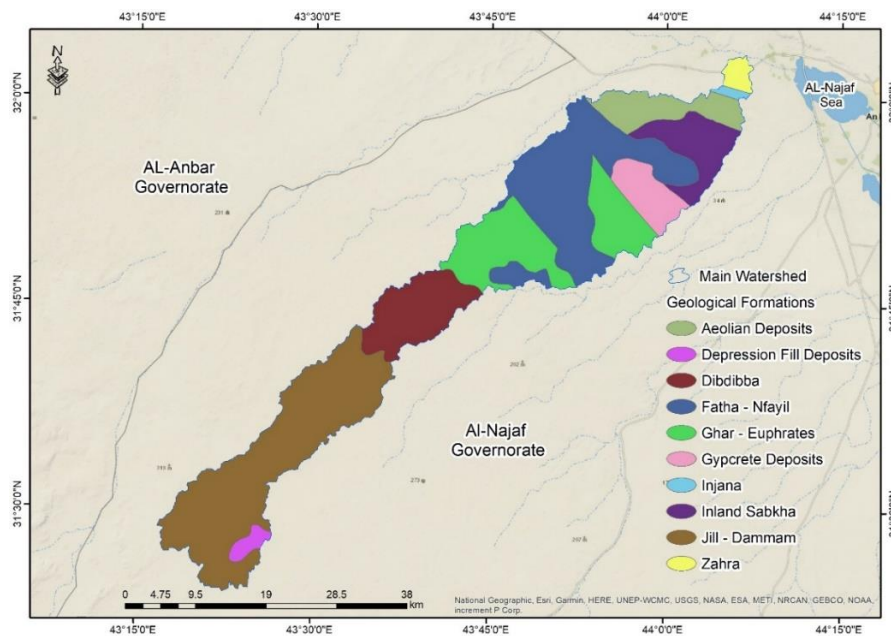 43°15'0"E 43°30'0"E 43°45'0"E 44°0'0"E 44°15'0"E
N
32°0'0"N
AL-Najaf
Sea
An
AL-Anbar
Governorate
Main Watershed
Geological Formations
31°45'0"N
Aeolian Deposits
Depression Fill Deposits
Dibdibba
Fatha - Nfayil
Al-Najaf
Governorate
Ghar - Euphrates
Gypcrete Deposits
Injana
31°30'0"N
Inland Sabkha
Jill - Dammam
Zahra
0 4.75 9.5 19 28.5 38
km
National Geographic, Esri, Garmin, HERE, UNEP-WCMC, USGS, NASA, ESA, METI, NRCAN, GEBCO, NOAA,
increment P Corp.
43°15'0"E 43°30'0"E 43°45'0"E 44°0'0"E 44°15'0"E